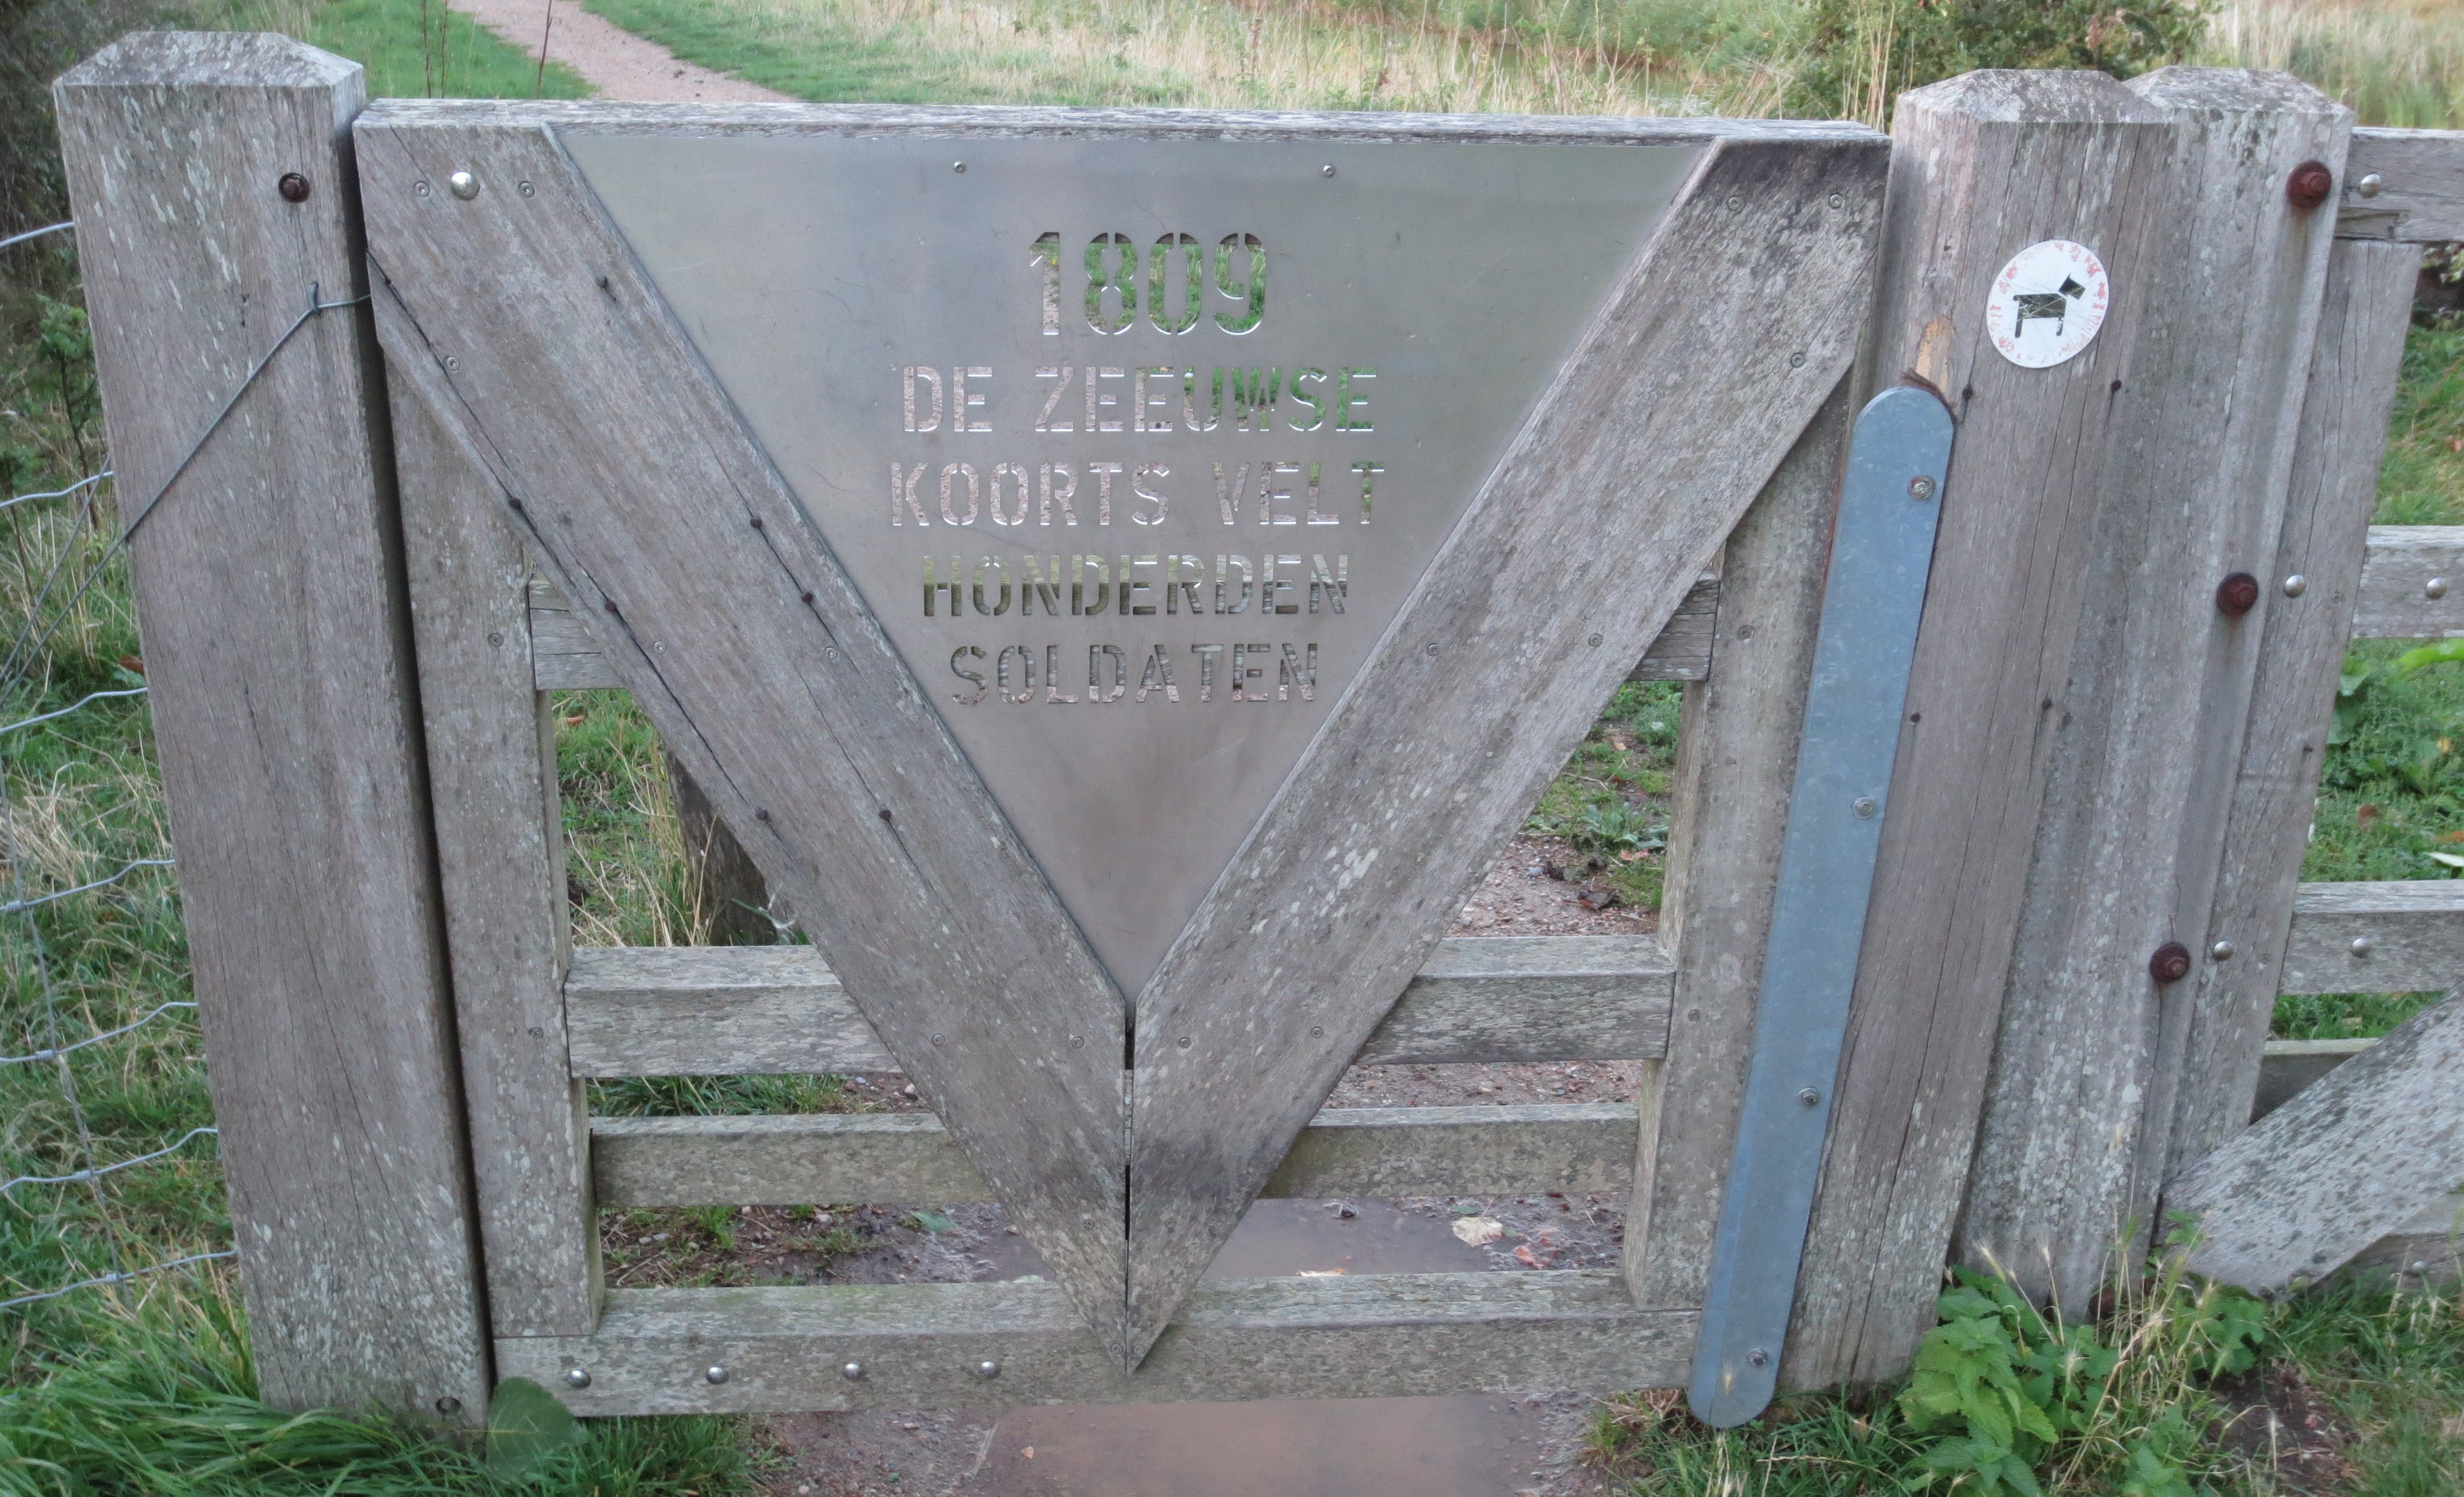 1809
DE ZEEUWSE
KOORTS VELT
HONDERDEN
SOLDATEN